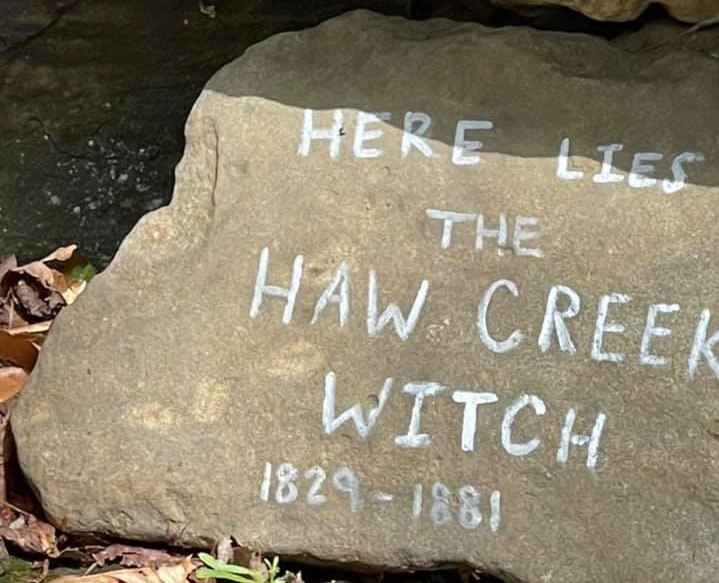 HERE LIES
THE
HAW CREEK
WITCH
1829-1881